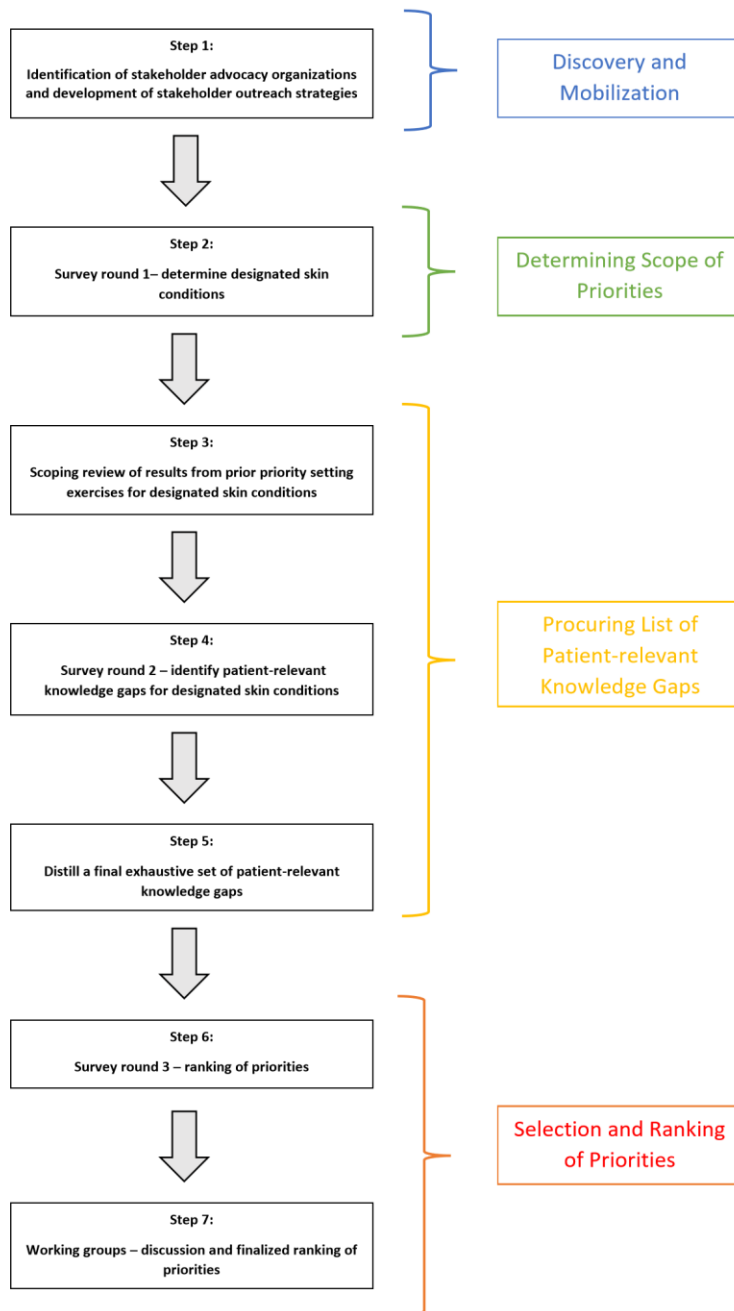 Step 1:
Identification of stakeholder advocacy organizations
and development of stakeholder outreach strategies
Discovery and
Mobilization
Step 2:
Survey round 1– determine designated skin
conditions
Determining Scope of
Priorities
Step 3:
Scoping review of results from prior priority setting
exercises for designated skin conditions
Step 4:
Survey round 2 – identify patient-relevant
knowledge gaps for designated skin conditions
Procuring List of
Patient-relevant
Knowledge Gaps
Step 5:
Distill a final exhaustive set of patient-relevant
knowledge gaps
Step 6:
Survey round 3 – ranking of priorities
Selection and Ranking
of Priorities
Step 7:
Working groups – discussion and finalized ranking of
priorities